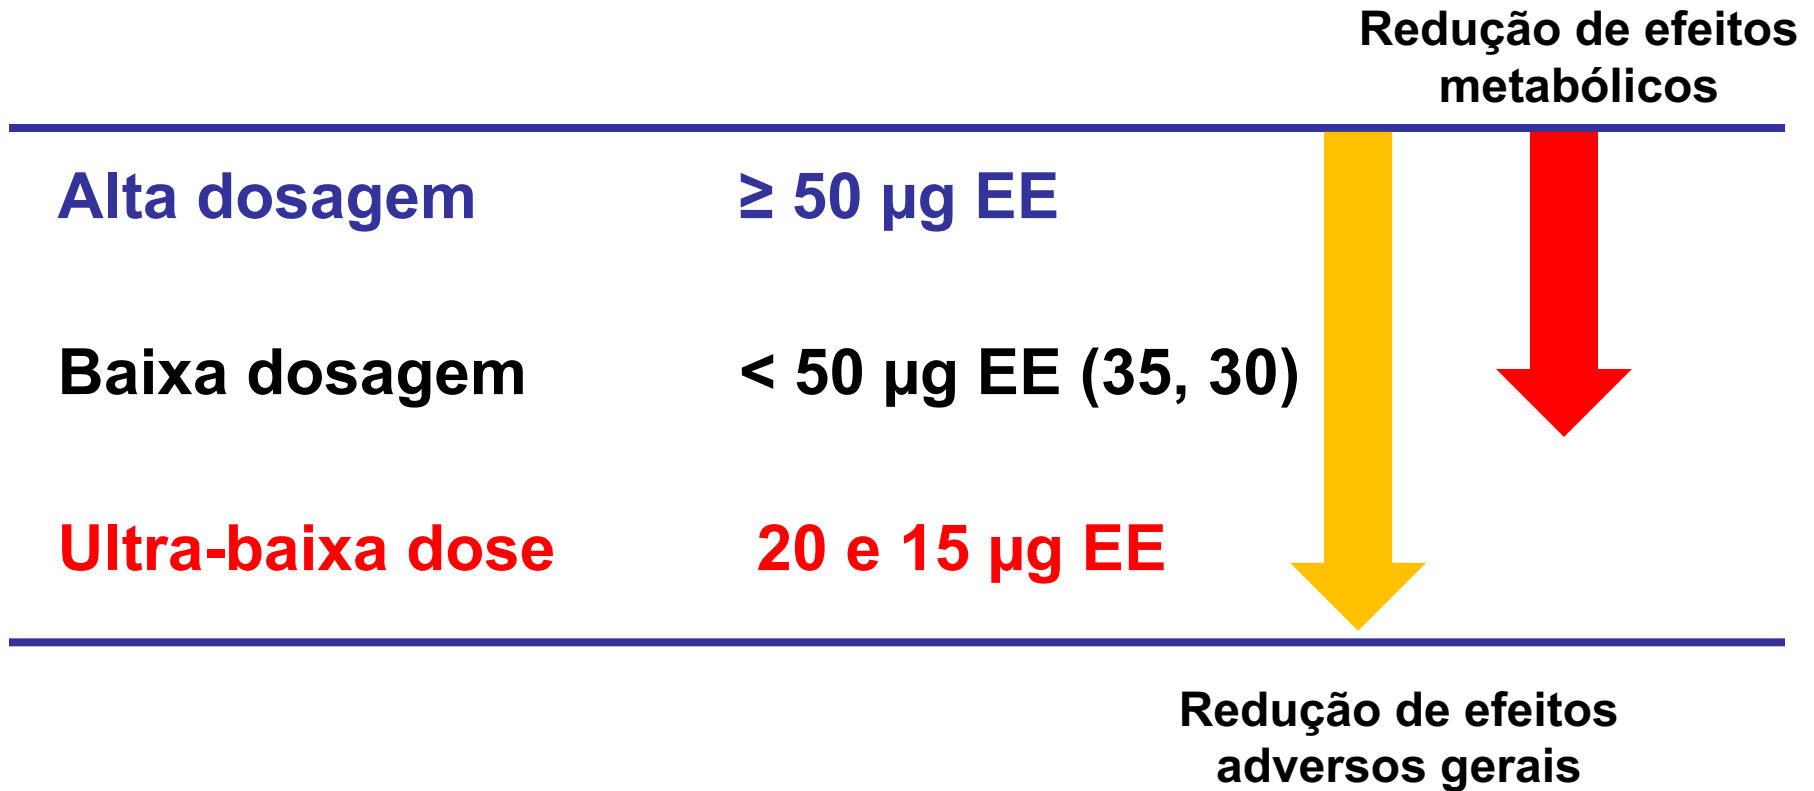 Redução de efeitos
metabólicos
Alta dosagem ≥ 50 µg EE
Baixa dosagem < 50 µg EE (35, 30)
Ultra-baixa dose 20 e 15 µg EE
Redução de efeitos
adversos gerais